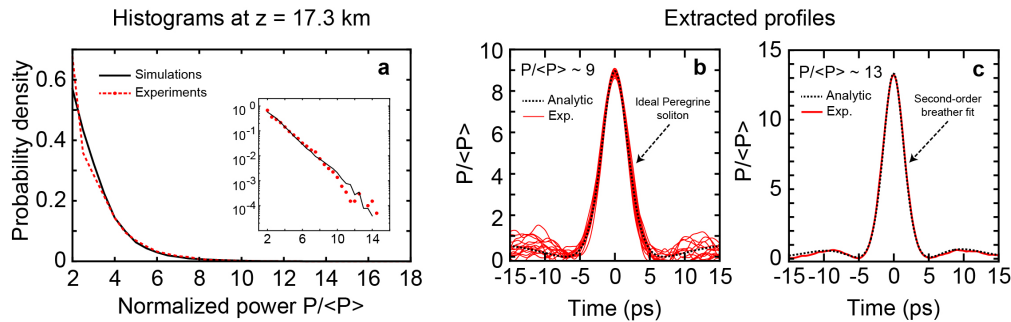 Histograms at z = 17.3 km
Extracted profiles
Probability density
0.6
0.4
0.2
0
2
4
6
8
10
12
14
16
18
Normalized power P/<P>
a
Simulations
Experiments
10^0
10^-1
10^-2
10^-3
10^-4
2
6
10
14
P/<P>
10
8
6
4
2
0
-15
-10
-5
0
5
10
15
Time (ps)
P/<P> ~ 9
b
Analytic
Exp.
Ideal Peregrine
soliton
P/<P>
15
10
5
0
-15
-10
-5
0
5
10
15
Time (ps)
P/<P> ~ 13
c
Analytic
Exp.
Second-order
breather fit